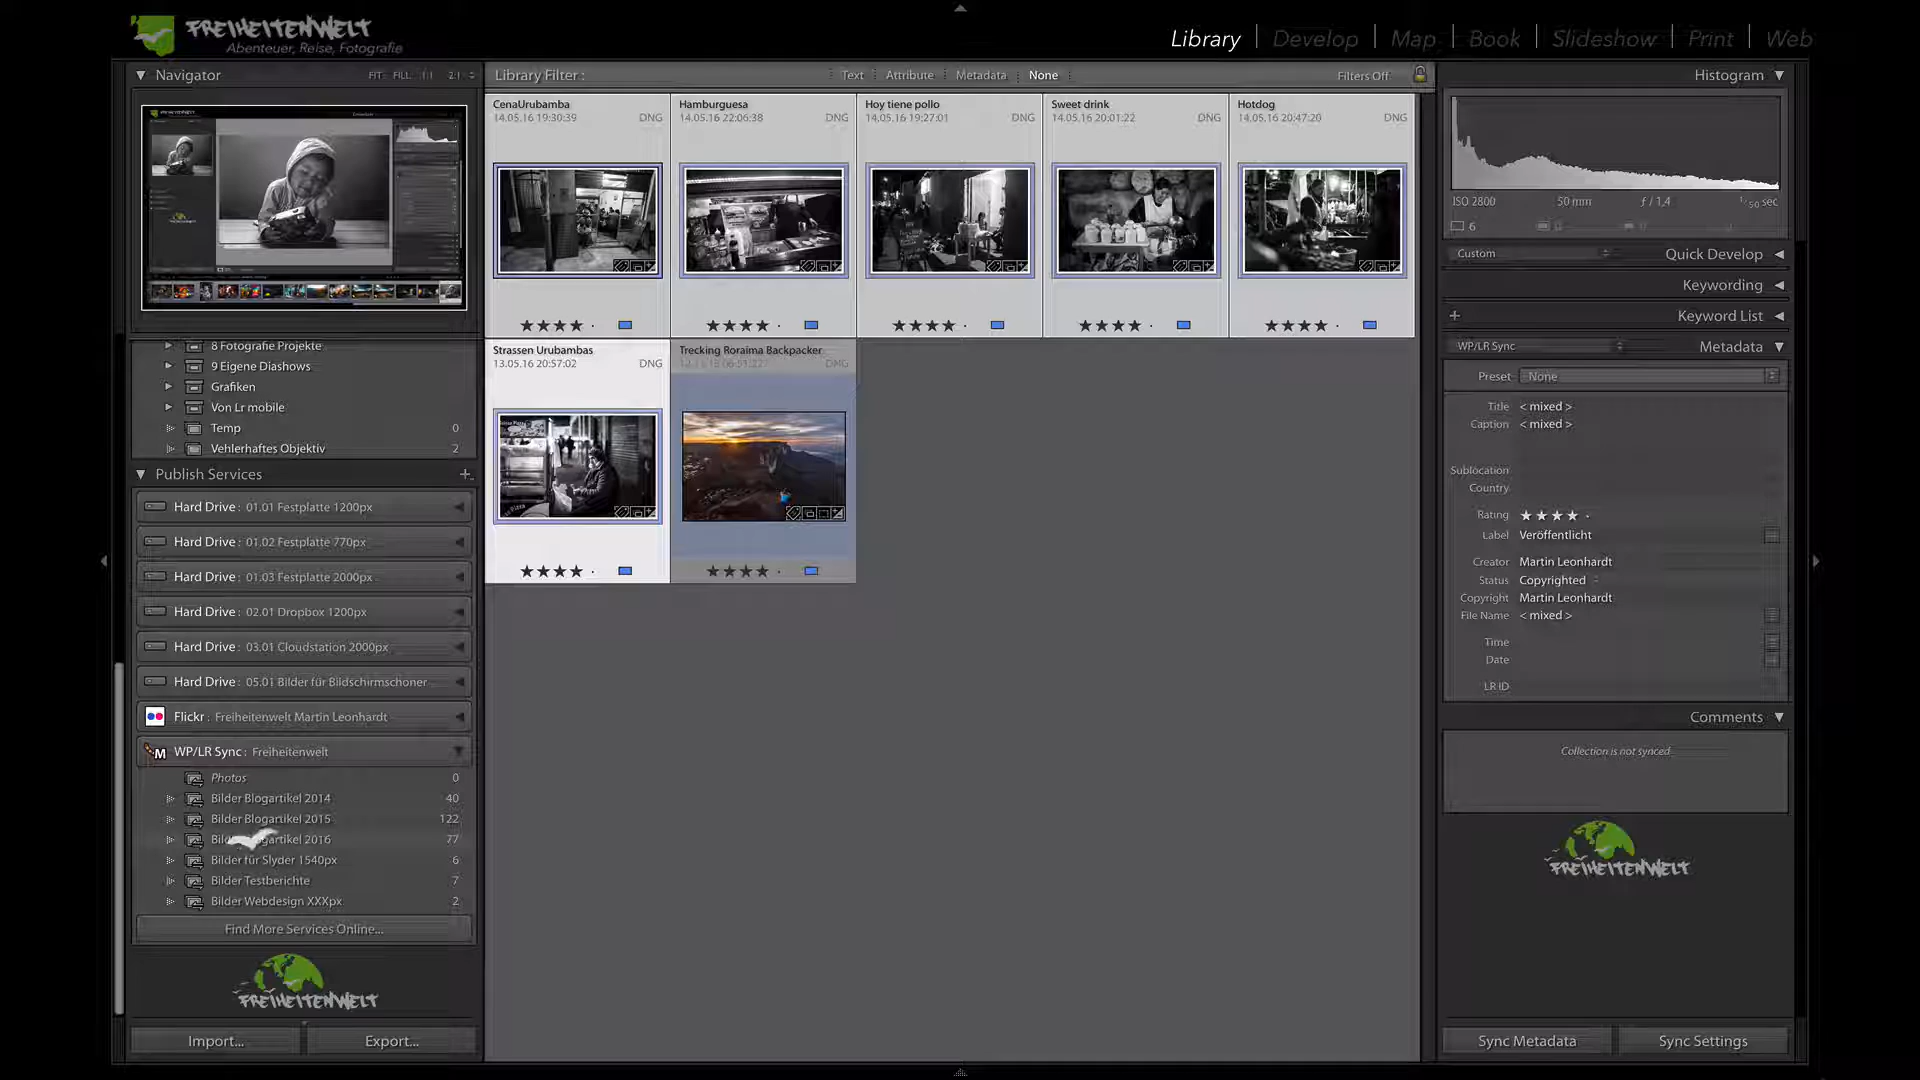 FREIHEITENWELT
Abenteuer, Reise, Fotografie
Library Develop Map Book Slideshow Print Web
Navigator FIT FILL 1:1 2:1
Library Filter : Text Attribute Metadata None Filters Off
Histogram
CenaUrubamba
14.05.16 19:30:39 DNG
Hamburguesa
14.05.16 22:06:38 DNG
Hoy tiene pollo
14.05.16 19:27:01 DNG
Sweet drink
14.05.16 20:01:22 DNG
Hotdog
14.05.16 20:47:20 DNG
Strassen Urubambas
13.05.16 20:57:02 DNG
Trecking Roraima Backpacker
DNG
8 Fotografie Projekte
9 Eigene Diashows
Grafiken
Von Lr mobile
Temp 0
Vehlerhaftes Objektiv 2
Publish Services
Hard Drive : 01.01 Festplatte 1200px
Hard Drive : 01.02 Festplatte 770px
Hard Drive : 01.03 Festplatte 2000px
Hard Drive : 02.01 Dropbox 1200px
Hard Drive : 03.01 Cloudstation 2000px
Hard Drive : 05.01 Bilder für Bildschirmschoner
Flickr : Freiheitenwelt Martin Leonhardt
M WP/LR Sync : Freiheitenwelt
Photos 0
Bilder Blogartikel 2014 40
Bilder Blogartikel 2015 122
Bilder Blogartikel 2016 77
Bilder für Slyder 1540px 6
Bilder Testberichte 7
Bilder Webdesign XXXpx 2
Find More Services Online...
FREIHEITENWELT
Import... Export...
ISO 2800 50 mm ƒ / 1,4 1/50 sec
6
Custom Quick Develop
Keywording
Keyword List
WP/LR Sync Metadata
Preset None
Title < mixed >
Caption < mixed >
Sublocation
Country
Rating
Label Veröffentlicht
Creator Martin Leonhardt
Status Copyrighted
Copyright Martin Leonhardt
File Name < mixed >
Time
Date
LR ID
Comments
Collection is not synced
FREIHEITENWELT
Sync Metadata Sync Settings